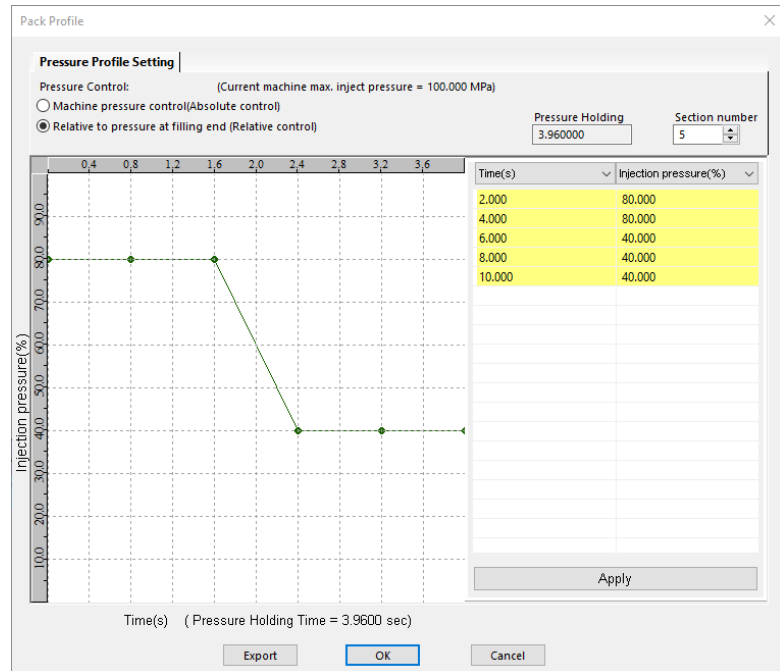 Pack Profile
Pressure Profile Setting
Pressure Control: (Current machine max. inject pressure = 100.000 MPa)
Machine pressure control(Absolute control)
Relative to pressure at filling end (Relative control)
Pressure Holding Section number
3.960000 5
0.4 0.8 1.2 1.6 2.0 2.4 2.8 3.2 3.6
Time(s) Injection pressure(%)
2.000 80.000
4.000 80.000
6.000 40.000
8.000 40.000
10.000 40.000
90.0
80.0
70.0
60.0
50.0
40.0
30.0
20.0
10.0
Injection pressure(%)
Apply
Time(s) ( Pressure Holding Time = 3.9600 sec)
Export OK Cancel